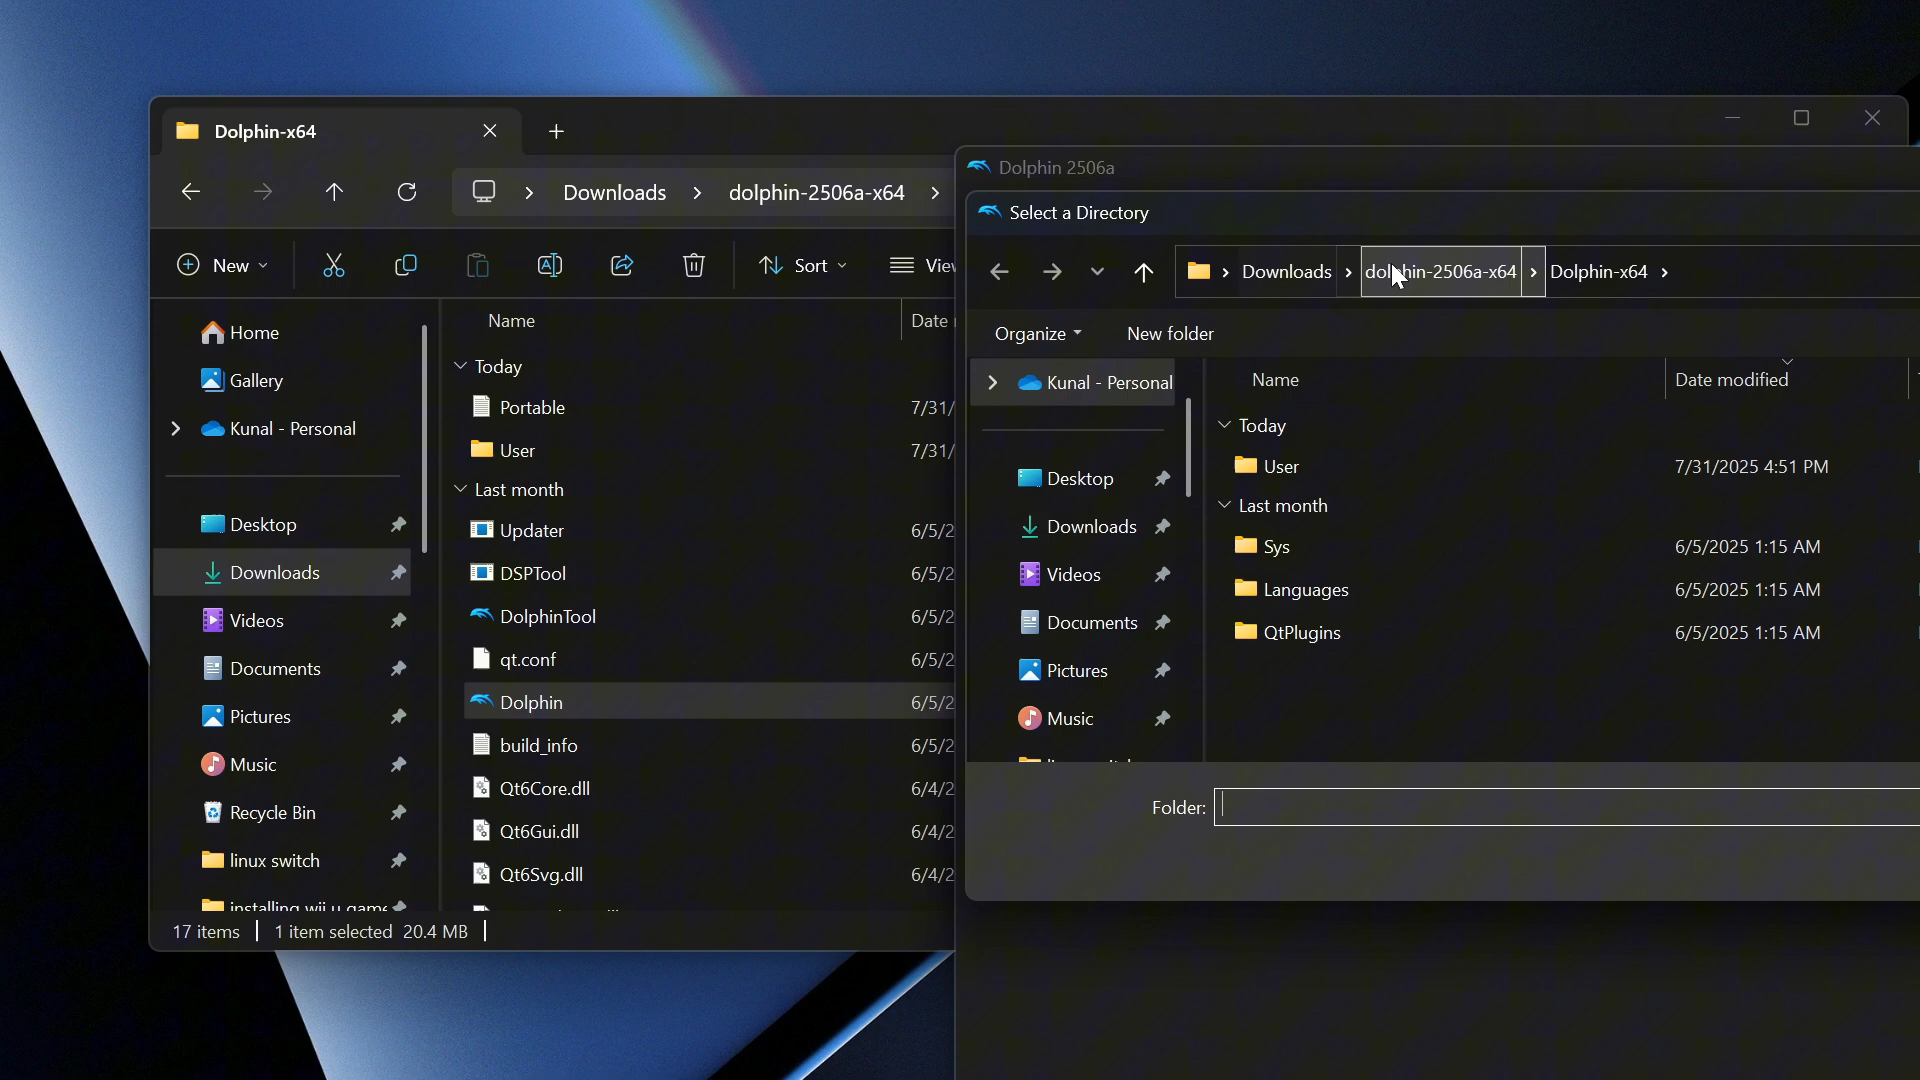 Dolphin-x64
Downloads
dolphin-2506a-x64
New
Sort
Name
Date
Home
Gallery
Kunal - Personal
Desktop
Downloads
Videos
Documents
Pictures
Music
Recycle Bin
linux switch
installing wii u game
Today
Portable
7/31/
User
7/31/
Last month
Updater
6/5/2
DSPTool
6/5/2
DolphinTool
6/5/2
qt.conf
6/5/2
Dolphin
6/5/2
build_info
6/5/2
Qt6Core.dll
6/4/2
Qt6Gui.dll
6/4/2
Qt6Svg.dll
6/4/2
17 items
1 item selected 20.4 MB
Dolphin 2506a
Select a Directory
Downloads
dolphin-2506a-x64
Dolphin-x64
Organize
New folder
Kunal - Personal
Desktop
Downloads
Videos
Documents
Pictures
Music
Name
Date modified
Today
User
7/31/2025 4:51 PM
Last month
Sys
6/5/2025 1:15 AM
Languages
6/5/2025 1:15 AM
QtPlugins
6/5/2025 1:15 AM
Folder: